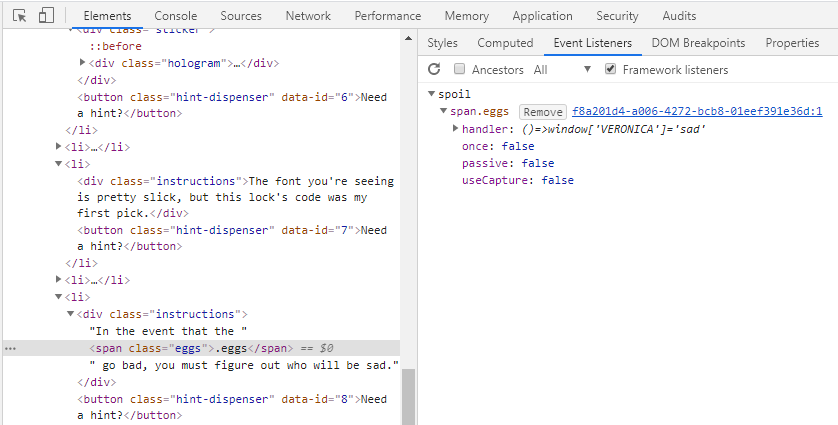 Elements Console Sources Network Performance Memory Application Security Audits
<div class="sticker">
::before
▶<div class="hologram">…</div>
</div>
<button class="hint-dispenser" data-id="6">Need
a hint?</button>
</li>
▶<li>…</li>
▼<li>
<div class="instructions">The font you're seeing
is pretty slick, but this lock's code was my
first pick.</div>
<button class="hint-dispenser" data-id="7">Need
a hint?</button>
</li>
▶<li>…</li>
▼<li>
▼<div class="instructions">
"In the event that the "
<span class="eggs">.eggs</span> == $0
" go bad, you must figure out who will be sad."
</div>
<button class="hint-dispenser" data-id="8">Need
a hint?</button>
Styles Computed Event Listeners DOM Breakpoints Properties
Ancestors All Framework listeners
▼spoil
▼span.eggs Remove f8a201d4-a006-4272-bcb8-01eef391e36d:1
▶handler: ()=>window['VERONICA']='sad'
once: false
passive: false
useCapture: false